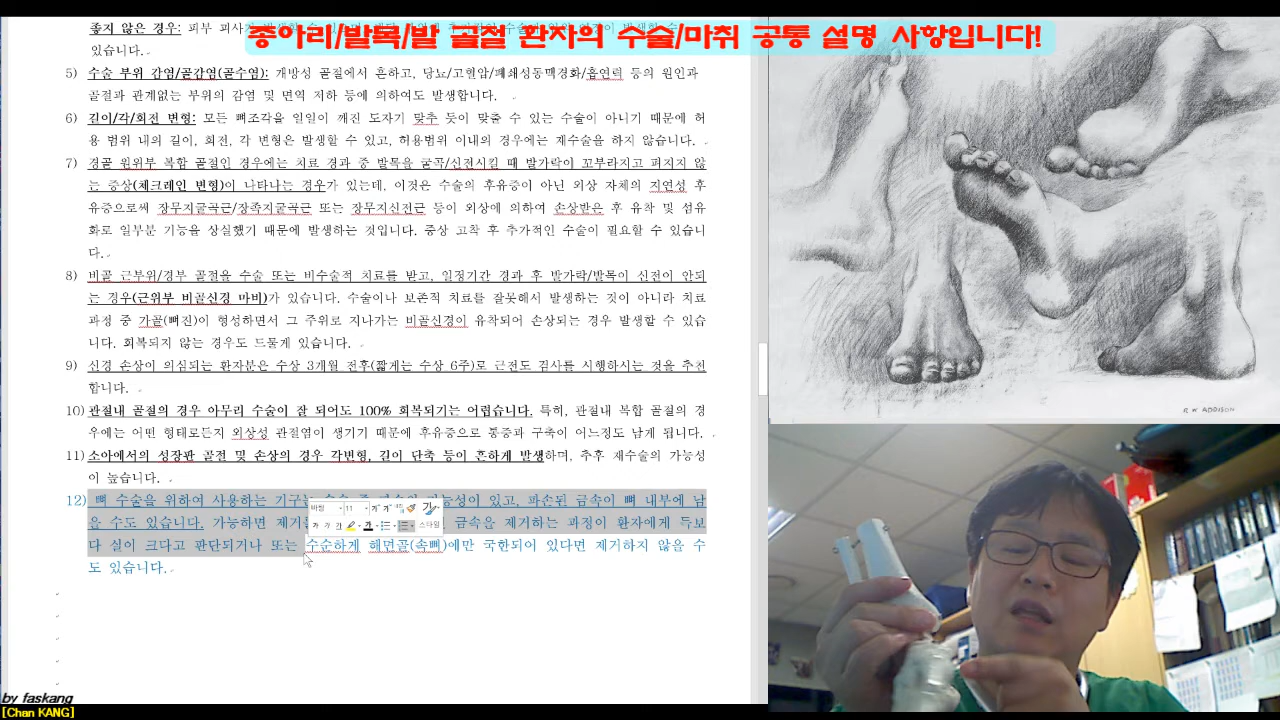 종아리/발목/발 골절 환자의 수술/마취 공통 설명 사항입니다!
좋지 않은 경우: 피부 괴사가
있습니다.
5) 수술 부위 감염/골감염(골수염): 개방성 골절에서 흔하고, 당뇨/고혈압/폐쇄성동맥경화/흡연력 등의 원인과
골절과 관계없는 부위의 감염 및 면역 저하 등에 의하여도 발생합니다.
6) 길이/각/회전 변형: 모든 뼈조각을 일일이 깨진 도자기 맞추 듯이 맞출 수 있는 수술이 아니기 때문에 허
용 범위 내의 길이, 회전, 각 변형은 발생할 수 있고, 허용범위 이내의 경우에는 재수술을 하지 않습니다.
7) 경골 원위부 복합 골절인 경우에는 치료 경과 중 발목을 굴곡/신전시킬 때 발가락이 꼬부라지고 펴지지 않
는 증상(체크레인 변형)이 나타나는 경우가 있는데, 이것은 수술의 후유증이 아닌 외상 자체의 지연성 후
유증으로써 장무지굴곡근/장족지굴곡근 또는 장무지신전근 등이 외상에 의하여 손상받은 후 유착 및 섬유
화로 일부분 기능을 상실했기 때문에 발생하는 것입니다. 증상 고착 후 추가적인 수술이 필요할 수 있습니
다.
8) 비골 근부위/경부 골절을 수술 또는 비수술적 치료를 받고, 일정기간 경과 후 발가락/발목이 신전이 안되
는 경우(근위부 비골신경 마비)가 있습니다. 수술이나 보존적 치료를 잘못해서 발생하는 것이 아니라 치료
과정 중 가골(뼈진)이 형성하면서 그 주위로 지나가는 비골신경이 유착되어 손상되는 경우 발생할 수 있습
니다. 회복되지 않는 경우도 드물게 있습니다.
9) 신경 손상이 의심되는 환자분은 수상 3개월 전후(짧게는 수상 6주)로 근전도 검사를 시행하시는 것을 추천
합니다.
10) 관절내 골절의 경우 아무리 수술이 잘 되어도 100% 회복되기는 어렵습니다. 특히, 관절내 복합 골절의 경
우에는 어떤 형태로든지 외상성 관절염이 생기기 때문에 후유증으로 통증과 구축이 어느정도 남게 됩니다.
11) 소아에서의 성장판 골절 및 손상의 경우 각변형, 길이 단축 등이 흔하게 발생하며, 추후 재수술의 가능성
이 높습니다.
12) 뼈 수술을 위하여 사용하는 기구는 있고, 파손된 금속이 뼈 내부에 남
을 수도 있습니다. 가능하면 금속을 제거하는 과정이 환자에게 득보
다 실이 크다고 판단되거나 또는 수순하게 해면골(속뼈)에만 국한되어 있다면 제거하지 않을 수
도 있습니다.
바탕 11
스타일
R W ADDISON
by faskang
[Chan KANG]